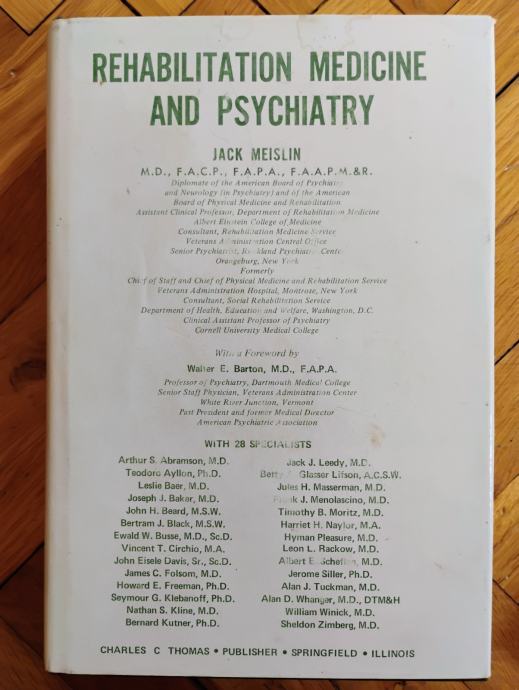 REHABILITATION MEDICINE
AND PSYCHIATRY
JACK MEISLIN
M.D., F.A.C.P., F.A.P.A., F.A.A.P.M.&R.
Diplomate of the American Board of Psychiatry
and Neurology (in Psychiatry) and of the American
Board of Physical Medicine and Rehabilitation
Assistant Clinical Professor, Department of Rehabilitation Medicine
Albert Einstein College of Medicine
Consultant, Rehabilitation Medicine Service
Veterans Administration Central Office
Senior Psychiatrist, Rockland Psychiatric Center
Orangeburg, New York
Formerly
Chief of Staff and Chief of Physical Medicine and Rehabilitation Service
Veterans Administration Hospital, Montrose, New York
Consultant, Social Rehabilitation Service
Department of Health, Education and Welfare, Washington, D.C.
Clinical Assistant Professor of Psychiatry
Cornell University Medical College
With a Foreword by
Walter E. Barton, M.D., F.A.P.A.
Professor of Psychiatry, Dartmouth Medical College
Senior Staff Physician, Veterans Administration Center
White River Junction, Vermont
Past President and former Medical Director
American Psychiatric Association
WITH 28 SPECIALISTS
Arthur S. Abramson, M.D.
Teodoro Ayllon, Ph.D.
Leslie Baer, M.D.
Joseph J. Baker, M.D.
John H. Beard, M.S.W.
Bertram J. Black, M.S.W.
Ewald W. Busse, M.D., Sc.D.
Vincent T. Circhio, M.A.
John Eisele Davis, Sr., Sc.D.
James C. Folsom, M.D.
Howard E. Freeman, Ph.D.
Seymour G. Klebanoff, Ph.D.
Nathan S. Kline, M.D.
Bernard Kutner, Ph.D.
Jack J. Leedy, M.D.
Betty Glasser Lifson, A.C.S.W.
Jules H. Masserman, M.D.
Frank J. Menolascino, M.D.
Timothy B. Moritz, M.D.
Harriet H. Naylor, M.A.
Hyman Pleasure, M.D.
Leon L. Rackow, M.D.
Albert E. Scheflen, M.D.
Jerome Siller, Ph.D.
Alan J. Tuckman, M.D.
Alan D. Whanger, M.D., DTM&H
William Winick, M.D.
Sheldon Zimberg, M.D.
CHARLES C THOMAS • PUBLISHER • SPRINGFIELD • ILLINOIS